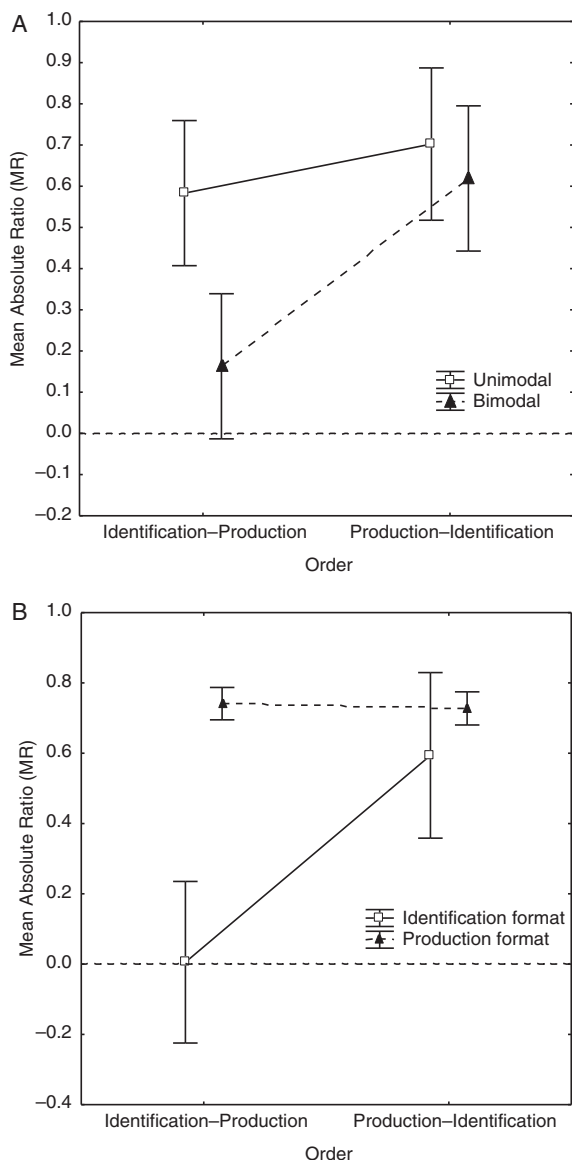 A
1.0
0.9
0.8
0.7
0.6
0.5
0.4
0.3
0.2
0.1
0.0
–0.1
–0.2
Mean Absolute Ratio (MR)
Unimodal
Bimodal
Identification–Production Production–Identification
Order
B
1.0
0.8
0.6
0.4
0.2
0.0
–0.2
–0.4
Mean Absolute Ratio (MR)
Identification format
Production format
Identification–Production Production–Identification
Order